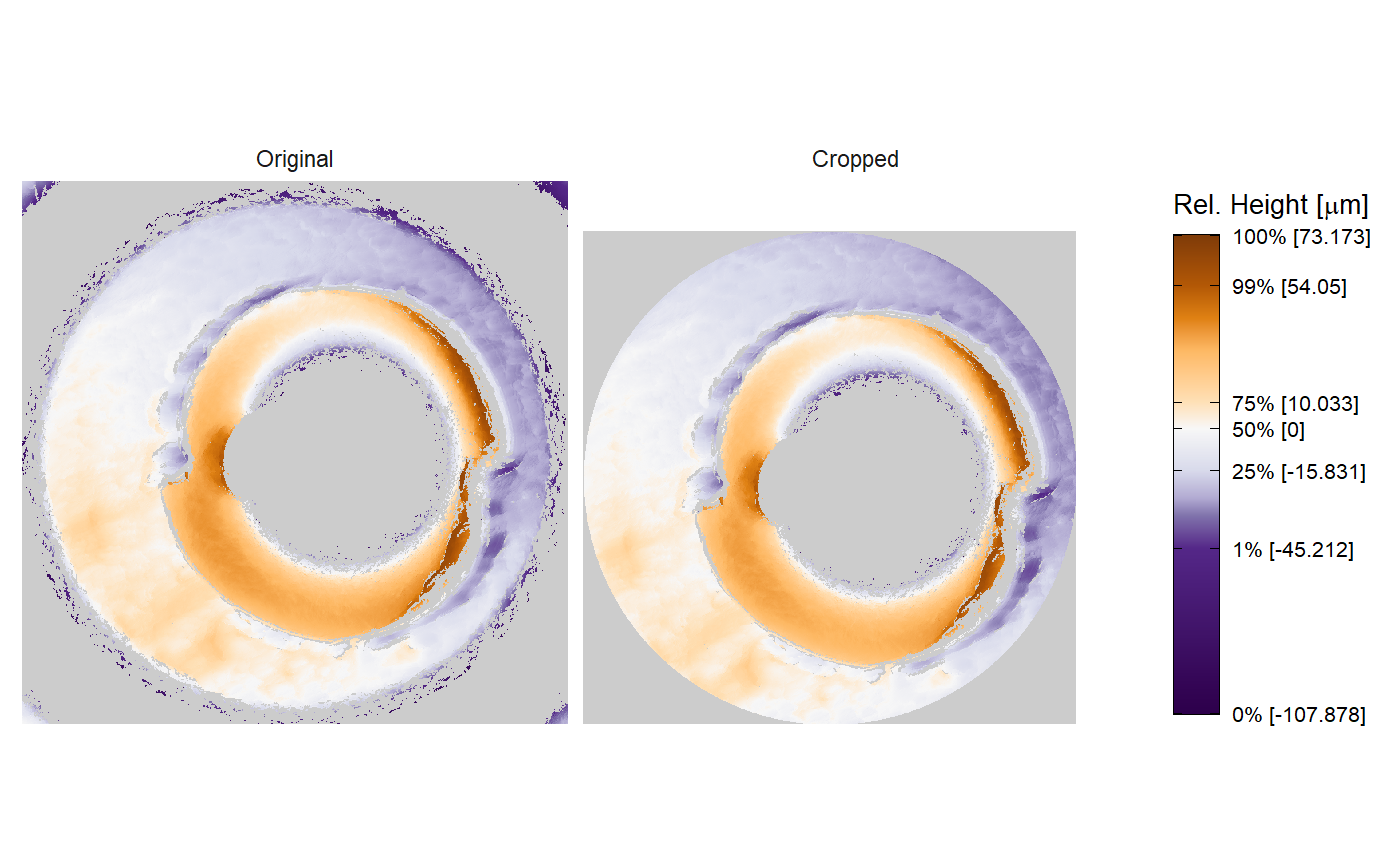 Original
Cropped
Rel. Height [μm]
100% [73.173]
99% [54.05]
75% [10.033]
50% [0]
25% [-15.831]
1% [-45.212]
0% [-107.878]